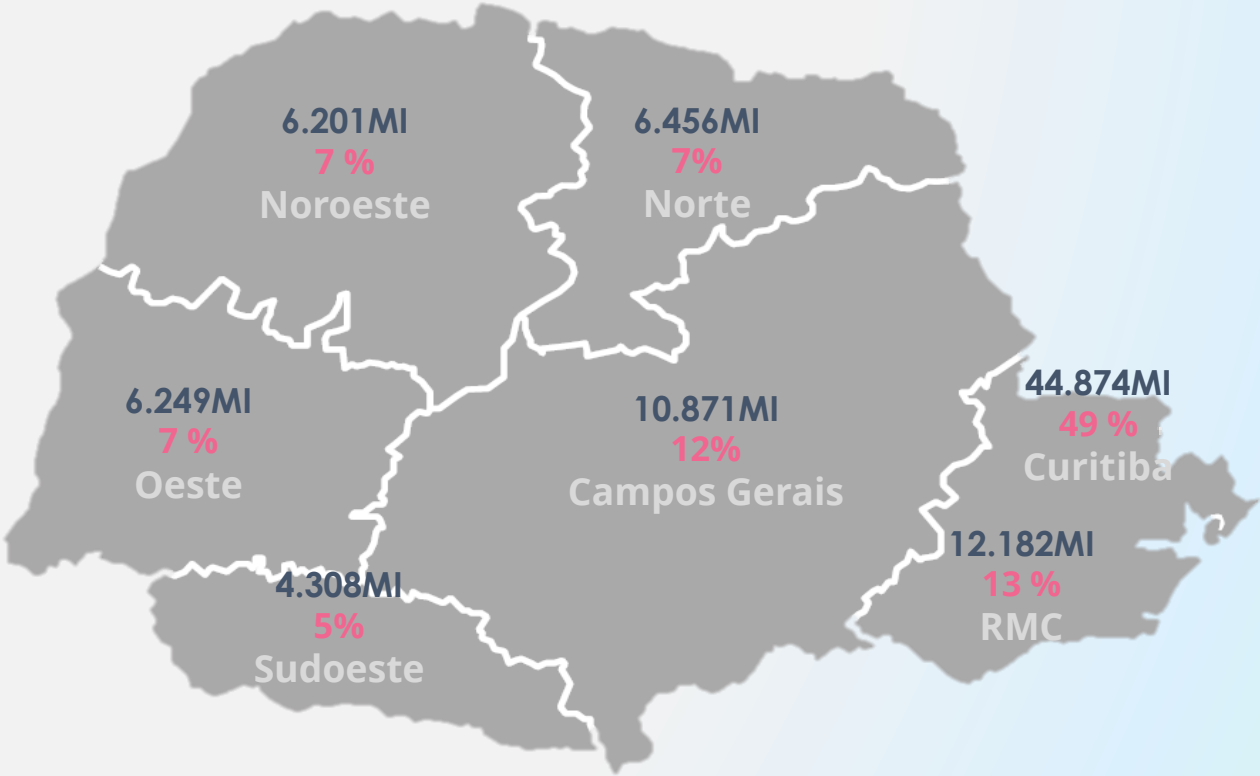 6.201MI
7 %
Noroeste
6.456MI
7%
Norte
6.249MI
7 %
Oeste
10.871MI
12%
Campos Gerais
44.874MI
49 %
Curitiba
12.182MI
13 %
RMC
4.308MI
5%
Sudoeste